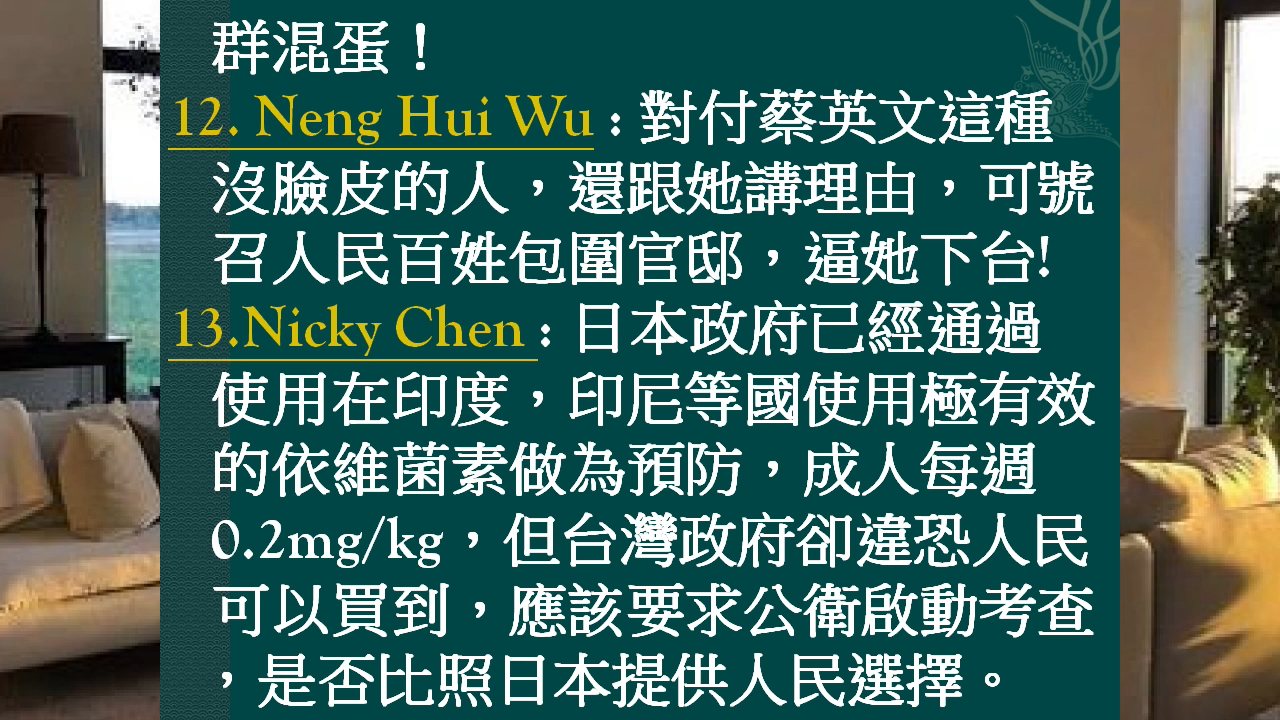 群混蛋！
12. Neng Hui Wu : 對付蔡英文這種
沒臉皮的人，還跟她講理由，可號
召人民百姓包圍官邸，逼她下台!
13.Nicky Chen : 日本政府已經通過
使用在印度，印尼等國使用極有效
的依維菌素做為預防，成人每週
0.2mg/kg，但台灣政府卻違恐人民
可以買到，應該要求公衛啟動考查
，是否比照日本提供人民選擇。